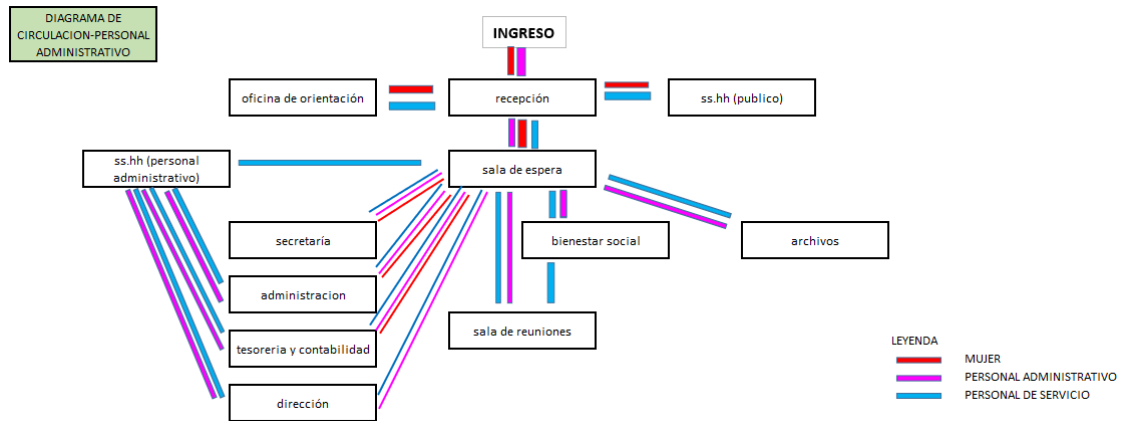 DIAGRAMA DE
CIRCULACION-PERSONAL
ADMINISTRATIVO
INGRESO
oficina de orientación
recepción
ss.hh (publico)
ss.hh (personal
administrativo)
sala de espera
secretaría
bienestar social
archivos
administracion
sala de reuniones
tesoreria y contabilidad
dirección
LEYENDA
MUJER
PERSONAL ADMINISTRATIVO
PERSONAL DE SERVICIO